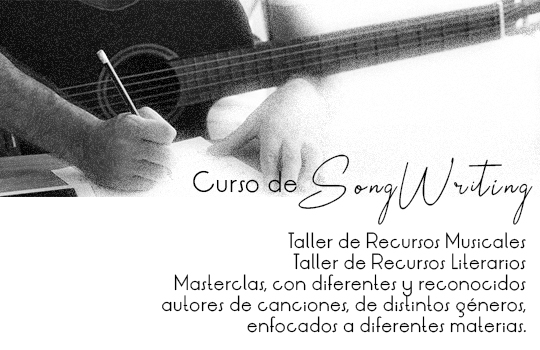 Curso de SongWriting
Taller de Recursos Musicales
Taller de Recursos Literarios
Masterclas, con diferentes y reconocidos
autores de canciones, de distintos géneros,
enfocados a diferentes materias.